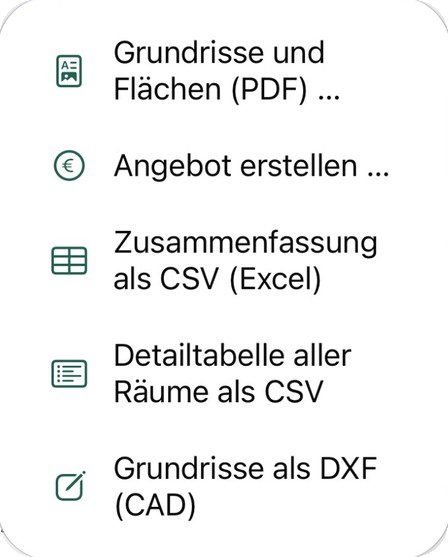 Grundrisse und
Flächen (PDF) ...
Angebot erstellen ...
Zusammenfassung
als CSV (Excel)
Detailtabelle aller
Räume als CSV
Grundrisse als DXF
(CAD)